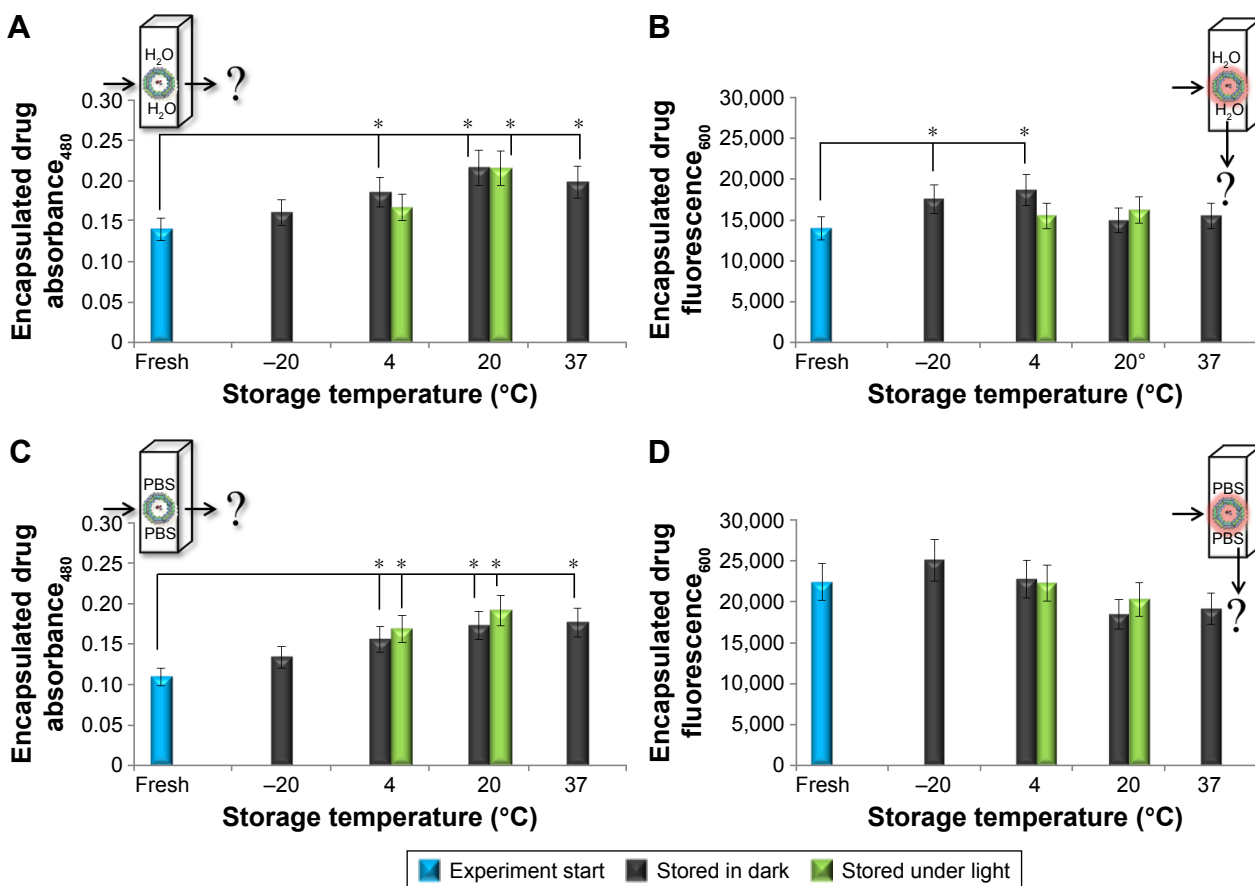 A
H2O
H2O
?
Encapsulated drug
absorbance480
0.30
0.25
0.20
0.15
0.10
0.05
0
* * * *
Fresh –20 4 20 37
Storage temperature (°C)
B
H2O
H2O
?
Encapsulated drug
fluorescence600
30,000
25,000
20,000
15,000
10,000
5,000
0
* *
Fresh –20 4 20° 37
Storage temperature (°C)
C
PBS
PBS
?
Encapsulated drug
absorbance480
0.30
0.25
0.20
0.15
0.10
0.05
0
* * * * *
Fresh –20 4 20 37
Storage temperature (°C)
D
PBS
PBS
?
Encapsulated drug
fluorescence600
30,000
25,000
20,000
15,000
10,000
5,000
0
Fresh –20 4 20 37
Storage temperature (°C)
Experiment start Stored in dark Stored under light